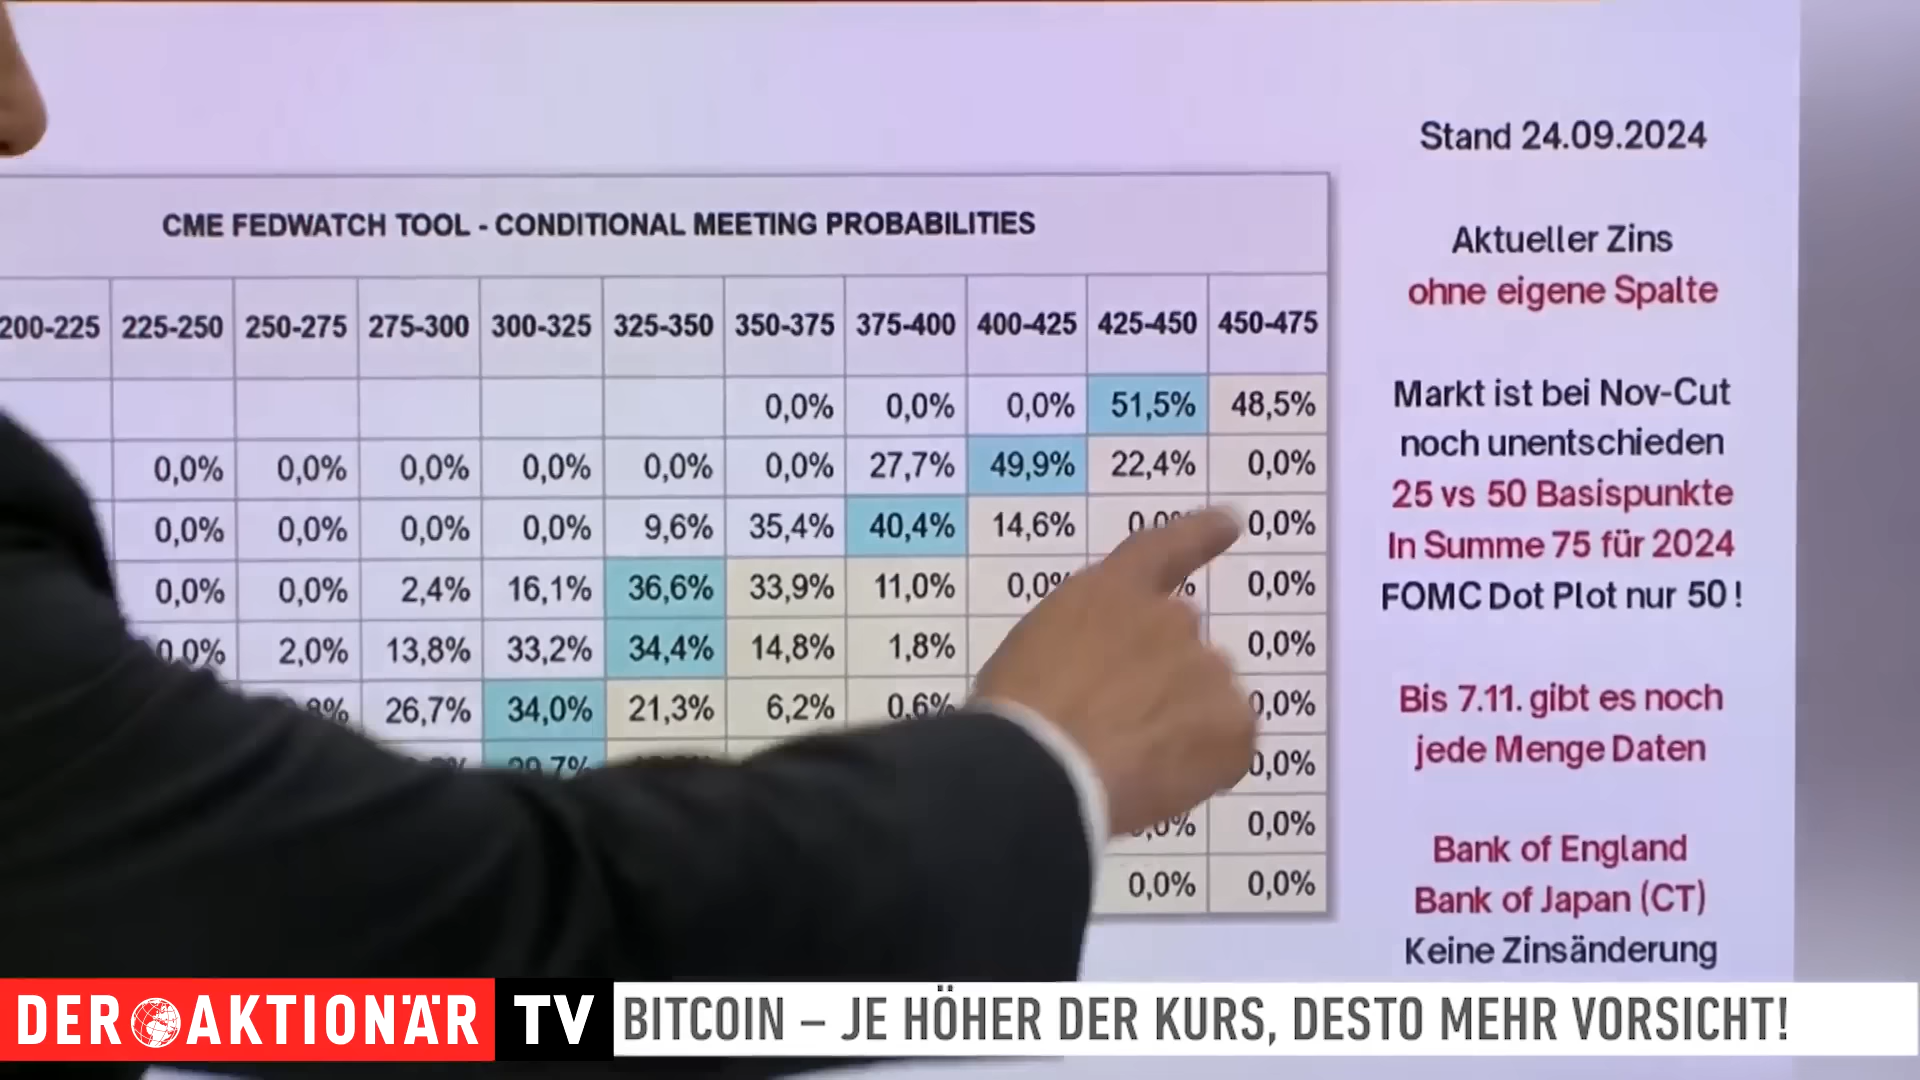 Stand 24.09.2024
Aktueller Zins
ohne eigene Spalte
Markt ist bei Nov-Cut
noch unentschieden
25 vs 50 Basispunkte
In Summe 75 für 2024
FOMC Dot Plot nur 50 !
Bis 7.11. gibt es noch
jede Menge Daten
Bank of England
Bank of Japan (CT)
Keine Zinsänderung
CME FEDWATCH TOOL - CONDITIONAL MEETING PROBABILITIES
200-225 225-250 250-275 275-300 300-325 325-350 350-375 375-400 400-425 425-450 450-475
0,0% 0,0% 0,0% 51,5% 48,5%
0,0% 0,0% 0,0% 0,0% 0,0% 0,0% 27,7% 49,9% 22,4% 0,0%
0,0% 0,0% 0,0% 0,0% 9,6% 35,4% 40,4% 14,6% 0,0%
0,0% 0,0% 2,4% 16,1% 36,6% 33,9% 11,0% 0,0% 0,0%
0,0% 2,0% 13,8% 33,2% 34,4% 14,8% 1,8% 0,0%
26,7% 34,0% 21,3% 6,2% 0,6% 0,0%
0,0%
0,0% 0,0%
0,0% 0,0%
DER AKTIONÄR TV
BITCOIN – JE HÖHER DER KURS, DESTO MEHR VORSICHT!